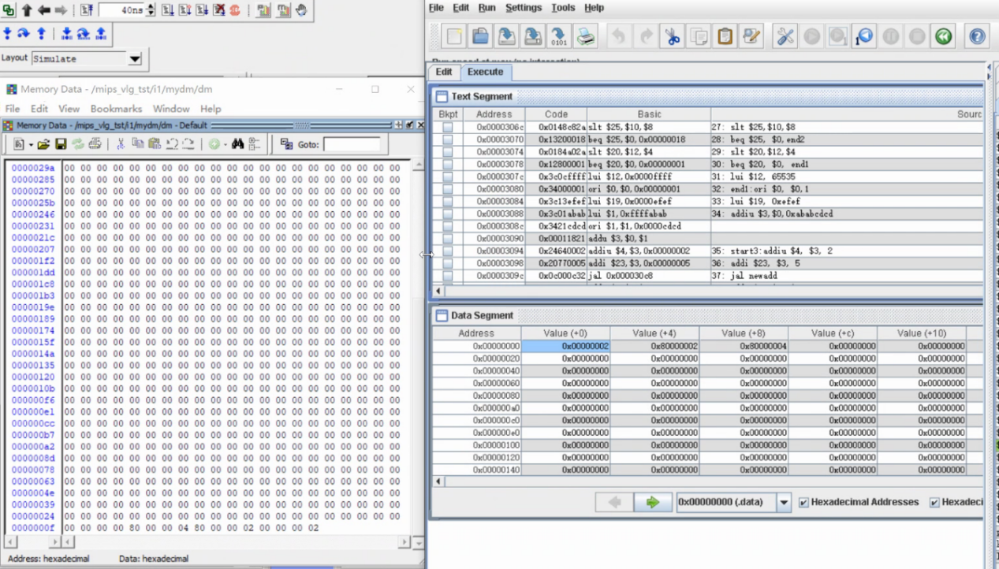 40ns
Layout Simulate
Memory Data - /mips_vlg_tst/i1/mydm/dm
File Edit View Bookmarks Window Help
Memory Data - /mips_vlg_tst/i1/mydm/dm - Default
Goto:
0000029a 00 00 00 00 00 00 00 00 00 00 00 00 00 00 00 00 00 00 00 00 00
00000285 00 00 00 00 00 00 00 00 00 00 00 00 00 00 00 00 00 00 00 00 00
00000270 00 00 00 00 00 00 00 00 00 00 00 00 00 00 00 00 00 00 00 00 00
0000025b 00 00 00 00 00 00 00 00 00 00 00 00 00 00 00 00 00 00 00 00 00
00000246 00 00 00 00 00 00 00 00 00 00 00 00 00 00 00 00 00 00 00 00 00
00000231 00 00 00 00 00 00 00 00 00 00 00 00 00 00 00 00 00 00 00 00 00
0000021c 00 00 00 00 00 00 00 00 00 00 00 00 00 00 00 00 00 00 00 00 00
00000207 00 00 00 00 00 00 00 00 00 00 00 00 00 00 00 00 00 00 00 00 00
000001f2 00 00 00 00 00 00 00 00 00 00 00 00 00 00 00 00 00 00 00 00 00
000001dd 00 00 00 00 00 00 00 00 00 00 00 00 00 00 00 00 00 00 00 00 00
000001c8 00 00 00 00 00 00 00 00 00 00 00 00 00 00 00 00 00 00 00 00 00
000001b3 00 00 00 00 00 00 00 00 00 00 00 00 00 00 00 00 00 00 00 00 00
0000019e 00 00 00 00 00 00 00 00 00 00 00 00 00 00 00 00 00 00 00 00 00
00000189 00 00 00 00 00 00 00 00 00 00 00 00 00 00 00 00 00 00 00 00 00
00000174 00 00 00 00 00 00 00 00 00 00 00 00 00 00 00 00 00 00 00 00 00
0000015f 00 00 00 00 00 00 00 00 00 00 00 00 00 00 00 00 00 00 00 00 00
0000014a 00 00 00 00 00 00 00 00 00 00 00 00 00 00 00 00 00 00 00 00 00
00000135 00 00 00 00 00 00 00 00 00 00 00 00 00 00 00 00 00 00 00 00 00
00000120 00 00 00 00 00 00 00 00 00 00 00 00 00 00 00 00 00 00 00 00 00
0000010b 00 00 00 00 00 00 00 00 00 00 00 00 00 00 00 00 00 00 00 00 00
000000f6 00 00 00 00 00 00 00 00 00 00 00 00 00 00 00 00 00 00 00 00 00
000000e1 00 00 00 00 00 00 00 00 00 00 00 00 00 00 00 00 00 00 00 00 00
000000cc 00 00 00 00 00 00 00 00 00 00 00 00 00 00 00 00 00 00 00 00 00
000000b7 00 00 00 00 00 00 00 00 00 00 00 00 00 00 00 00 00 00 00 00 00
000000a2 00 00 00 00 00 00 00 00 00 00 00 00 00 00 00 00 00 00 00 00 00
0000008d 00 00 00 00 00 00 00 00 00 00 00 00 00 00 00 00 00 00 00 00 00
00000078 00 00 00 00 00 00 00 00 00 00 00 00 00 00 00 00 00 00 00 00 00
00000063 00 00 00 00 00 00 00 00 00 00 00 00 00 00 00 00 00 00 00 00 00
0000004e 00 00 00 00 00 00 00 00 00 00 00 00 00 00 00 00 00 00 00 00 00
00000039 00 00 00 00 00 00 00 00 00 00 00 00 00 00 00 00 00 00 00 00 00
00000024 00 00 00 00 00 00 00 00 00 00 00 00 00 00 00 00 00 00 00 00 00
0000000f 00 00 00 00 80 00 00 04 80 00 00 02 00 00 00 02
Address: hexadecimal Data: hexadecimal
File Edit Run Settings Tools Help
Edit Execute
Text Segment
Bkpt Address Code Basic Sourc
0x0000306c 0x0148c82a slt $25,$10,$8 27: slt $25,$10,$8
0x00003070 0x13200018 beq $25,$0,0x00000018 28: beq $25, $0,end2
0x00003074 0x0184a02a slt $20,$12,$4 29: slt $20,$12,$4
0x00003078 0x12800001 beq $20,$0,0x00000001 30: beq $20, $0, end1
0x0000307c 0x3c0cffff lui $12,0x0000ffff 31: lui $12, 65535
0x00003080 0x34000001 ori $0,$0,0x00000001 32: end1:ori $0, $0,1
0x00003084 0x3c13efef lui $19,0x0000efef 33: lui $19, 0xefef
0x00003088 0x3c01abab lui $1,0xffffabab 34: addiu $3,$0,0xababcdcd
0x0000308c 0x3421cdcd ori $1,$1,0x0000cdcd
0x00003090 0x00011821 addu $3,$0,$1
0x00003094 0x24640002 addiu $4,$3,0x00000002 35: start3:addiu $4, $3, 2
0x00003098 0x20770005 addi $23,$3,0x00000005 36: addi $23, $3, 5
0x0000309c 0x0c000c32 jal 0x000030c8 37: jal newadd
Data Segment
Address Value (+0) Value (+4) Value (+8) Value (+c) Value (+10)
0x00000000 0x00000002 0x80000002 0x80000004 0x00000000 0x00000000
0x00000020 0x00000000 0x00000000 0x00000000 0x00000000 0x00000000
0x00000040 0x00000000 0x00000000 0x00000000 0x00000000 0x00000000
0x00000060 0x00000000 0x00000000 0x00000000 0x00000000 0x00000000
0x00000080 0x00000000 0x00000000 0x00000000 0x00000000 0x00000000
0x000000a0 0x00000000 0x00000000 0x00000000 0x00000000 0x00000000
0x000000c0 0x00000000 0x00000000 0x00000000 0x00000000 0x00000000
0x000000e0 0x00000000 0x00000000 0x00000000 0x00000000 0x00000000
0x00000100 0x00000000 0x00000000 0x00000000 0x00000000 0x00000000
0x00000120 0x00000000 0x00000000 0x00000000 0x00000000 0x00000000
0x00000140 0x00000000 0x00000000 0x00000000 0x00000000 0x00000000
0x00000000 (.data) Hexadecimal Addresses Hexadeci